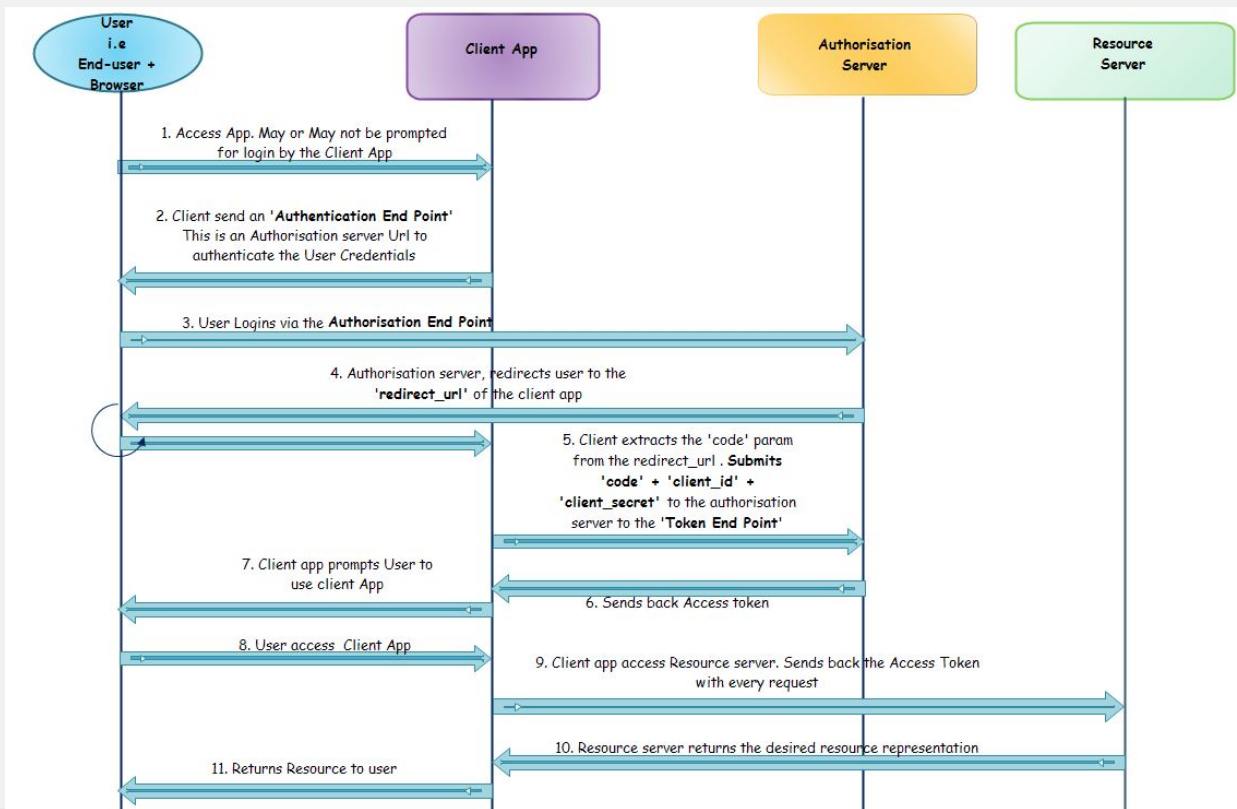 User
i.e
End-user +
Browser
Client App
Authorisation
Server
Resource
Server
1. Access App. May or May not be prompted
for login by the Client App
2. Client send an 'Authentication End Point'
This is an Authorisation server Url to
authenticate the User Credentials
3. User Logins via the Authorisation End Point
4. Authorisation server, redirects user to the
'redirect_url' of the client app
5. Client extracts the 'code' param
from the redirect_url . Submits
'code' + 'client_id' +
'client_secret' to the authorisation
server to the 'Token End Point'
7. Client app prompts User to
use client App
6. Sends back Access token
8. User access Client App
9. Client app access Resource server. Sends back the Access Token
with every request
10. Resource server returns the desired resource representation
11. Returns Resource to user